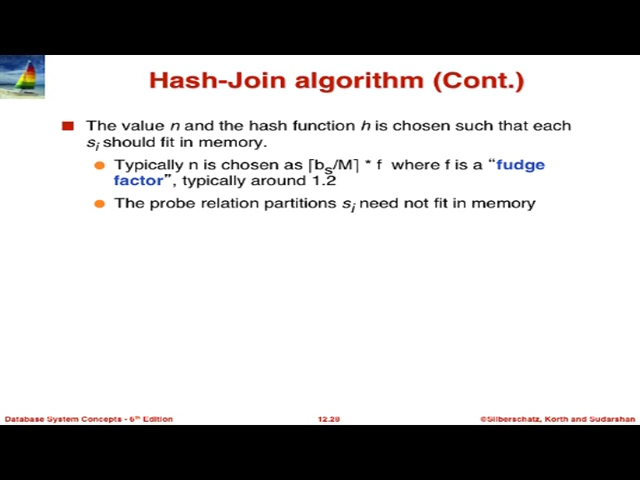 Hash-Join algorithm (Cont.)
The value n and the hash function h is chosen such that each
si should fit in memory.
Typically n is chosen as ⌈bs/M⌉ * f where f is a “fudge
factor”, typically around 1.2
The probe relation partitions si need not fit in memory
Database System Concepts - 6th Edition 12.29 ©Silberschatz, Korth and Sudarshan